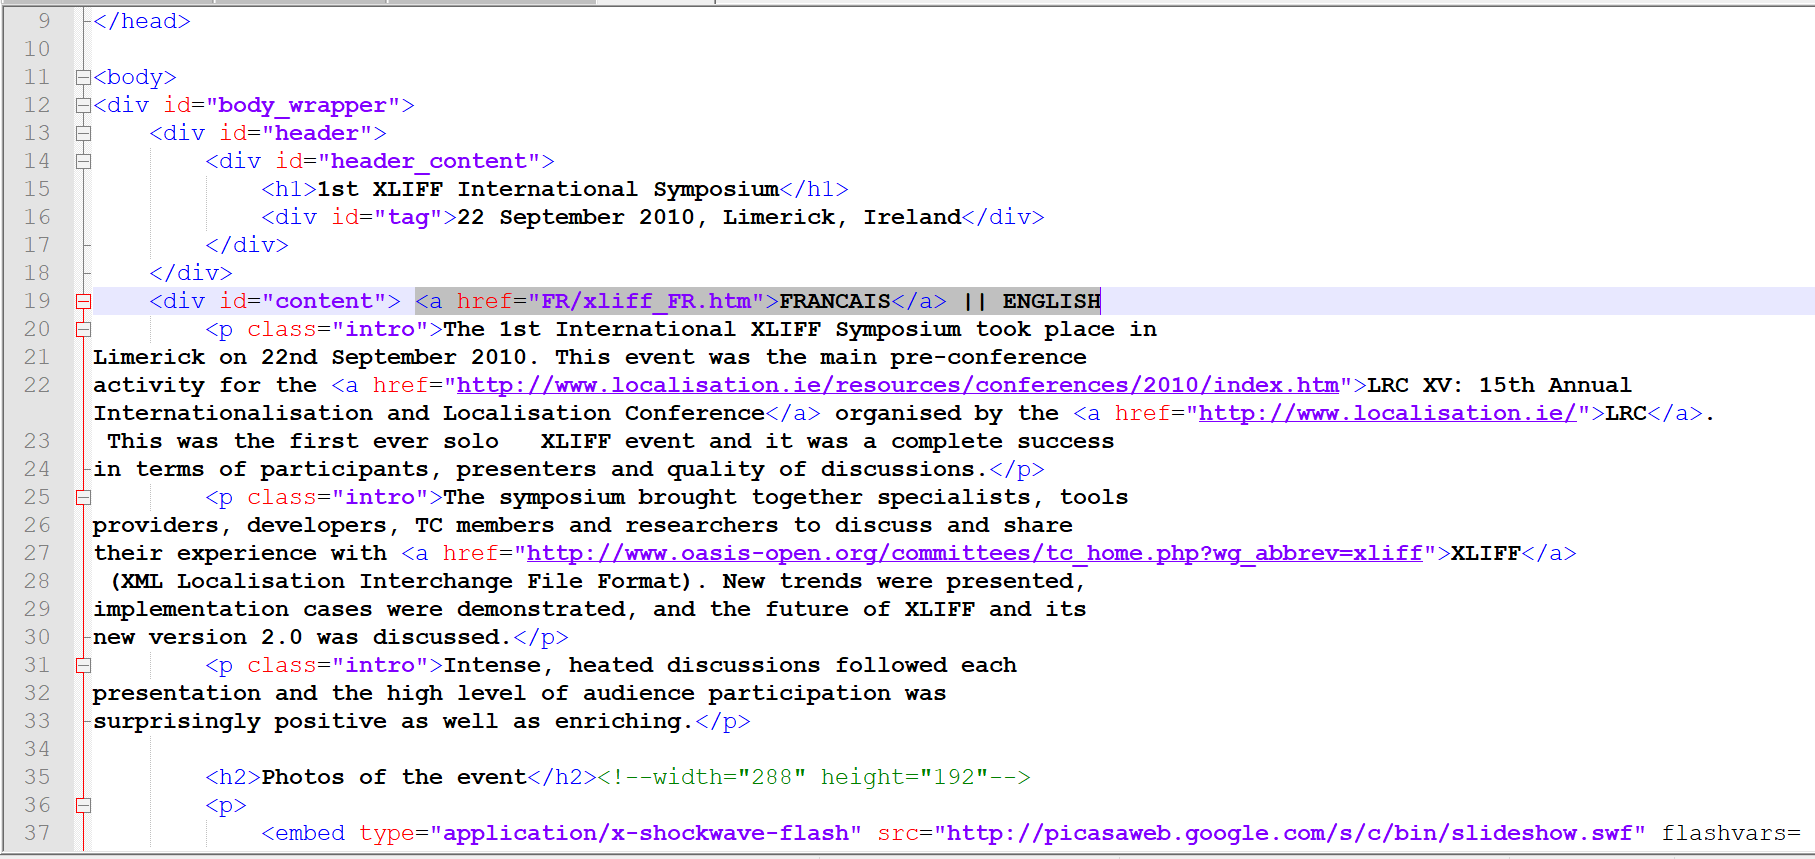 9 </head>
10
11 <body>
12 <div id="body_wrapper">
13 <div id="header">
14 <div id="header_content">
15 <h1>1st XLIFF International Symposium</h1>
16 <div id="tag">22 September 2010, Limerick, Ireland</div>
17 </div>
18 </div>
19 <div id="content"> <a href="FR/xliff_FR.htm">FRANCAIS</a> || ENGLISH
20 <p class="intro">The 1st International XLIFF Symposium took place in
21 Limerick on 22nd September 2010. This event was the main pre-conference
22 activity for the <a href="http://www.localisation.ie/resources/conferences/2010/index.htm">LRC XV: 15th Annual
Internationalisation and Localisation Conference</a> organised by the <a href="http://www.localisation.ie/">LRC</a>.
23 This was the first ever solo   XLIFF event and it was a complete success
24 in terms of participants, presenters and quality of discussions.</p>
25 <p class="intro">The symposium brought together specialists, tools
26 providers, developers, TC members and researchers to discuss and share
27 their experience with <a href="http://www.oasis-open.org/committees/tc_home.php?wg_abbrev=xliff">XLIFF</a>
28 (XML Localisation Interchange File Format). New trends were presented,
29 implementation cases were demonstrated, and the future of XLIFF and its
30 new version 2.0 was discussed.</p>
31 <p class="intro">Intense, heated discussions followed each
32 presentation and the high level of audience participation was
33 surprisingly positive as well as enriching.</p>
34
35 <h2>Photos of the event</h2><!--width="288" height="192"-->
36 <p>
37 <embed type="application/x-shockwave-flash" src="http://picasaweb.google.com/s/c/bin/slideshow.swf" flashvars=